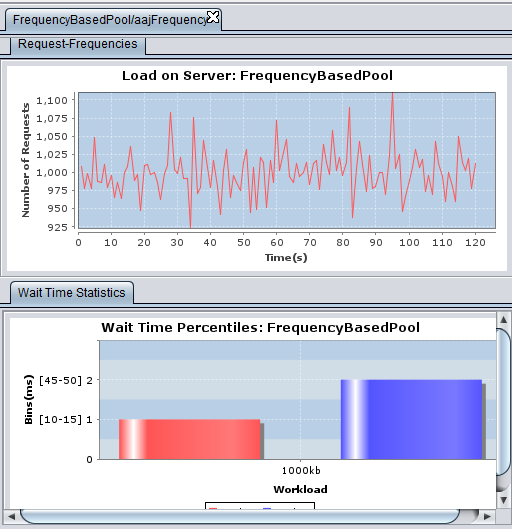 FrequencyBasedPool/aajFrequency
Request-Frequencies
Load on Server: FrequencyBasedPool
Number of Requests
1,100
1,075
1,050
1,025
1,000
975
950
925
0 10 20 30 40 50 60 70 80 90 100 110 120
Time(s)
Wait Time Statistics
Wait Time Percentiles: FrequencyBasedPool
Bins(ms)
[45-50] 2
[10-15] 1
0
1000kb
Workload